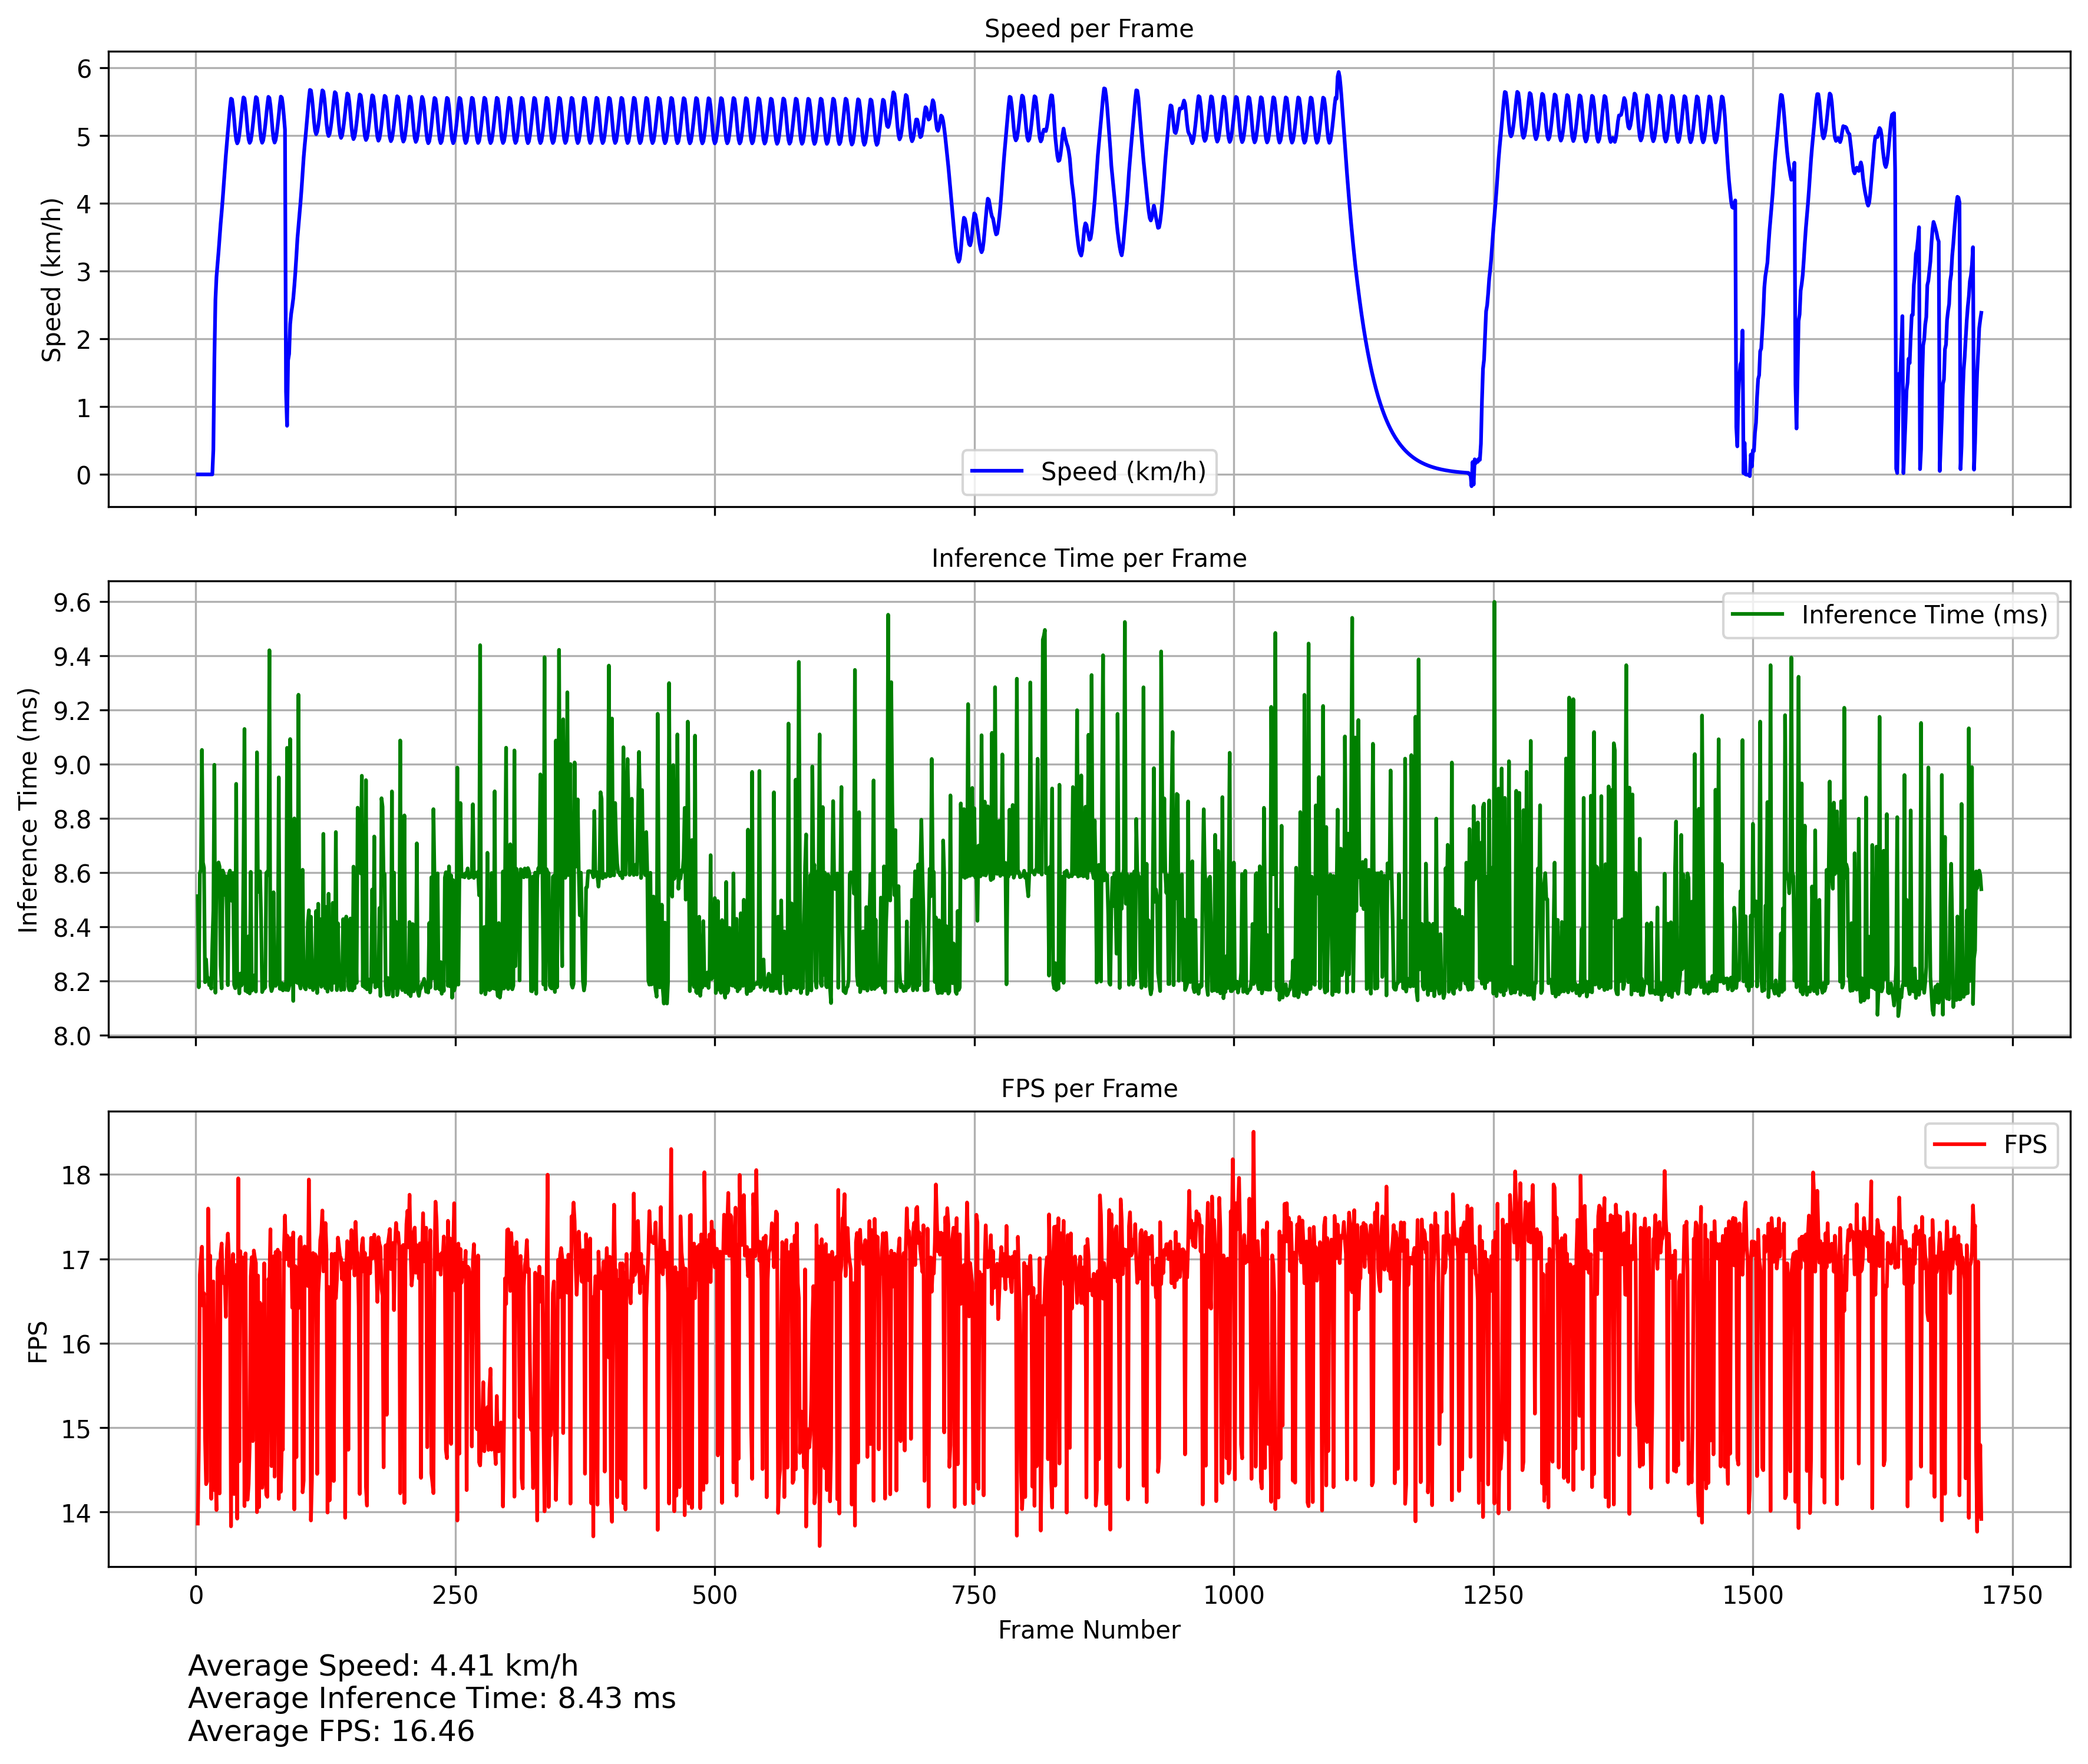 Speed per Frame
6
5
4
3
2
1
0
Speed (km/h)
Speed (km/h)
Inference Time per Frame
9.6
9.4
9.2
9.0
8.8
8.6
8.4
8.2
8.0
Inference Time (ms)
Inference Time (ms)
FPS per Frame
18
17
16
15
14
FPS
FPS
0 250 500 750 1000 1250 1500 1750
Frame Number
Average Speed: 4.41 km/h
Average Inference Time: 8.43 ms
Average FPS: 16.46